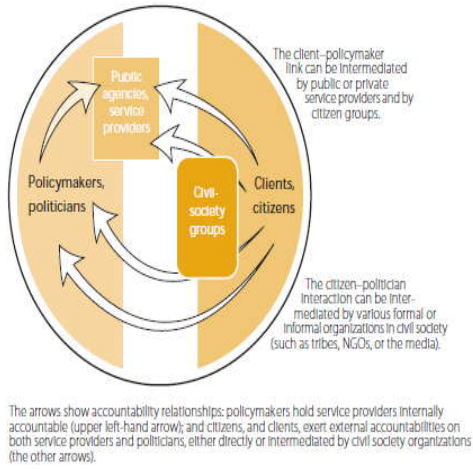 The client–policymaker
link can be intermediated
by public or private
service providers and by
citizen groups.
Public
agencies,
service
providers
Policymakers,
politicians
Civil-
society
groups
Clients,
citizens
The citizen–politician
interaction can be inter-
mediated by various formal or
informal organizations in civil society
(such as tribes, NGOs, or the media).
The arrows show accountability relationships: policymakers hold service providers internally
accountable (upper left-hand arrow); and citizens, and clients, exert external accountabilities on
both service providers and politicians, either directly or intermediated by civil society organizations
(the other arrows).